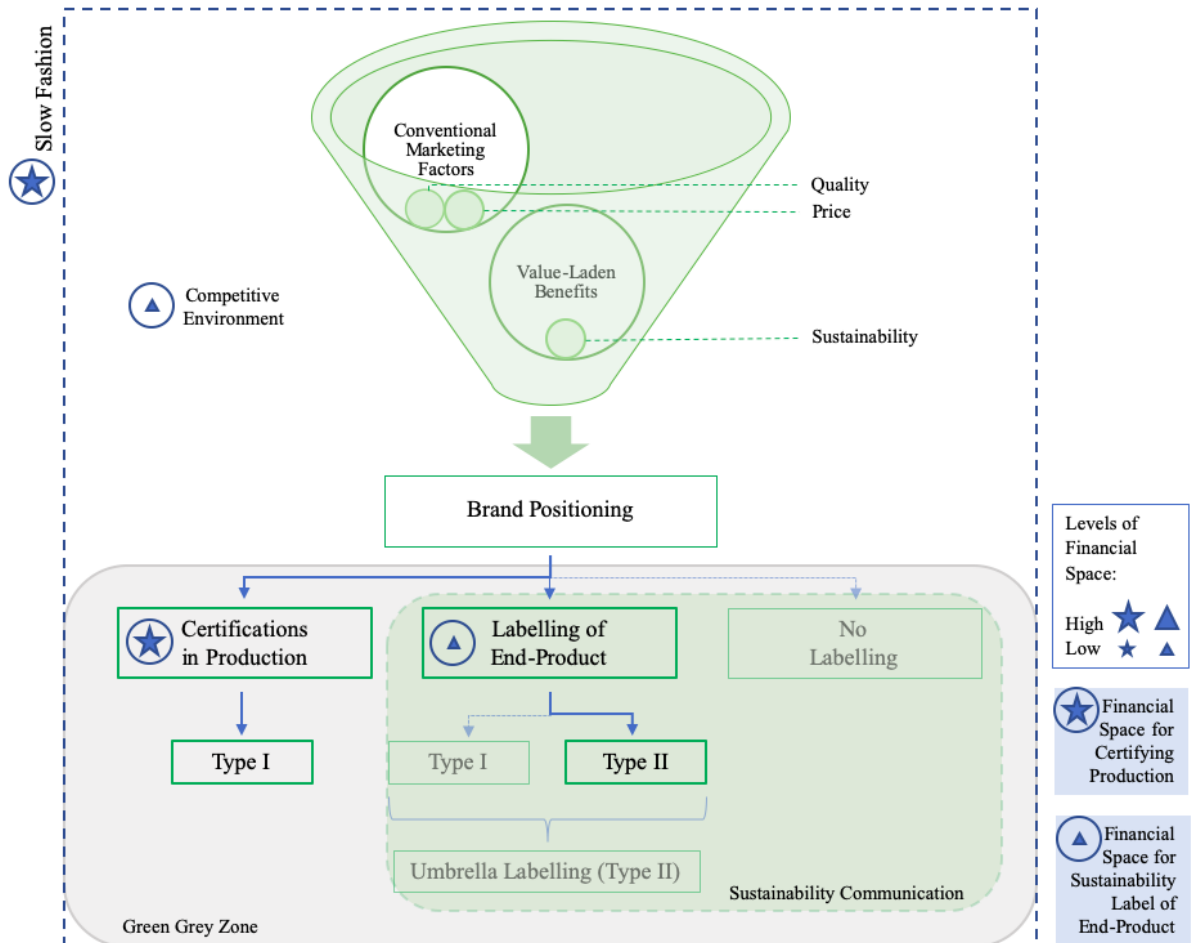 Slow Fashion
Conventional
Marketing
Factors
Quality
Price
Value-Laden
Benefits
Competitive
Environment
Sustainability
Brand Positioning
Levels of
Financial
Space:
High
Low
Certifications
in Production
Labelling of
End-Product
No
Labelling
Financial
Space for
Certifying
Production
Type I
Type I
Type II
Umbrella Labelling (Type II)
Sustainability Communication
Green Grey Zone
Financial
Space for
Sustainability
Label of
End-Product